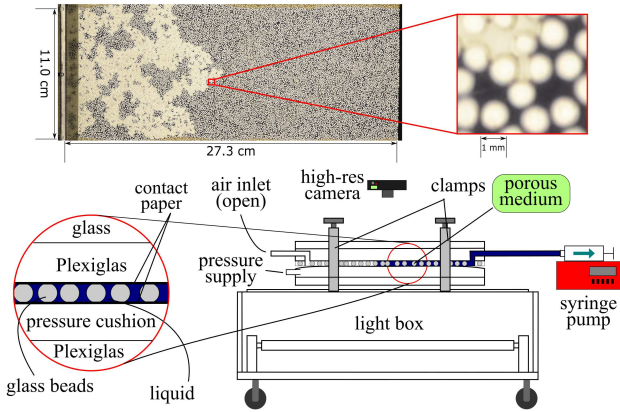 11.0 cm
27.3 cm
1 mm
air inlet
(open)
high-res
camera
clamps
porous
medium
contact
paper
glass
Plexiglas
pressure
supply
pressure cushion
Plexiglas
glass beads
liquid
light box
syringe
pump